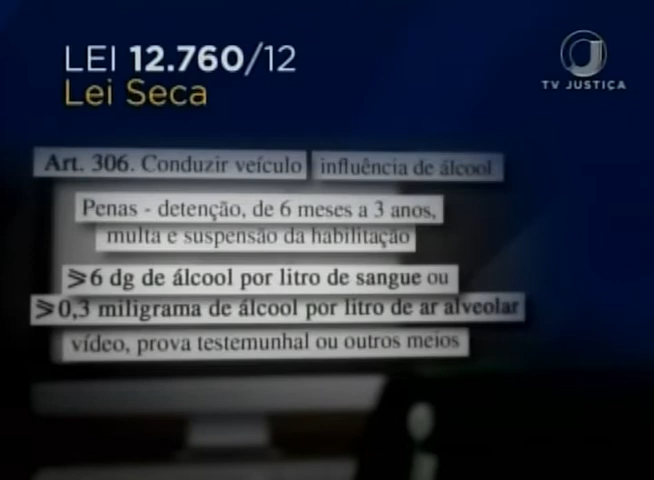 LEI 12.760/12
Lei Seca
TV JUSTIÇA
Art. 306. Conduzir veículo influência de álcool
Penas - detenção, de 6 meses a 3 anos,
multa e suspensão da habilitação
⩾6 dg de álcool por litro de sangue ou
⩾0,3 miligrama de álcool por litro de ar alveolar
vídeo, prova testemunhal ou outros meios